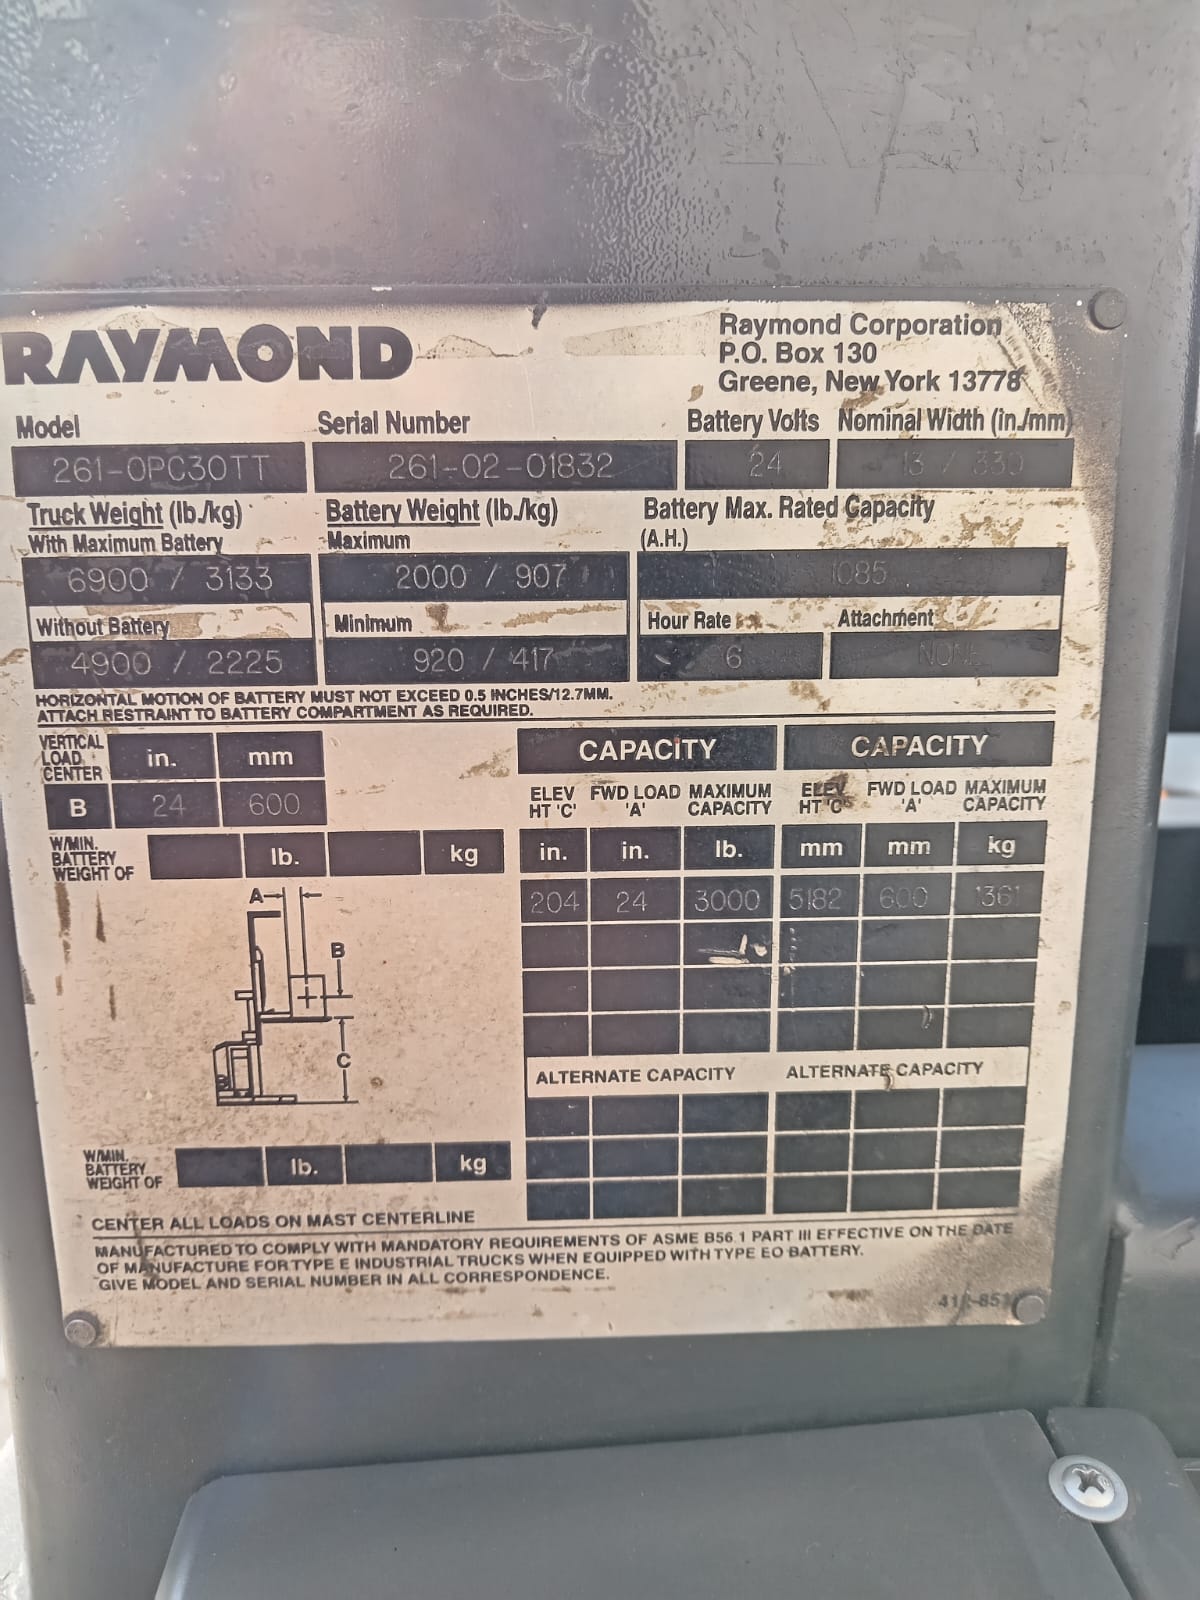 RAYMOND
Raymond Corporation
P.O. Box 130
Greene, New York 13778
Model
Serial Number
Battery Volts
Nominal Width (in./mm)
261-OPC30TT
261-02-01832
24
13 / 330
Truck Weight (lb./kg)
Battery Weight (lb./kg)
Battery Max. Rated Capacity
With Maximum Battery
Maximum
(A.H.)
6900 / 3133
2000 / 907
1085
Without Battery
Minimum
Hour Rate
Attachment
4900 / 2225
920 / 417
6
NONE
HORIZONTAL MOTION OF BATTERY MUST NOT EXCEED 0.5 INCHES/12.7MM.
ATTACH RESTRAINT TO BATTERY COMPARTMENT AS REQUIRED.
VERTICAL
LOAD
CENTER
in.
mm
B
24
600
W/MIN.
BATTERY
WEIGHT OF
lb.
kg
A
B
C
CAPACITY
CAPACITY
ELEV HT 'C'
FWD LOAD 'A'
MAXIMUM CAPACITY
ELEV HT 'C'
FWD LOAD 'A'
MAXIMUM CAPACITY
in. in. lb. mm mm kg
204 24 3000 5182 600 1361
ALTERNATE CAPACITY
ALTERNATE CAPACITY
W/MIN.
BATTERY
WEIGHT OF
lb.
kg
CENTER ALL LOADS ON MAST CENTERLINE
MANUFACTURED TO COMPLY WITH MANDATORY REQUIREMENTS OF ASME B56.1 PART III EFFECTIVE ON THE DATE
OF MANUFACTURE FOR TYPE E INDUSTRIAL TRUCKS WHEN EQUIPPED WITH TYPE EO BATTERY.
GIVE MODEL AND SERIAL NUMBER IN ALL CORRESPONDENCE.